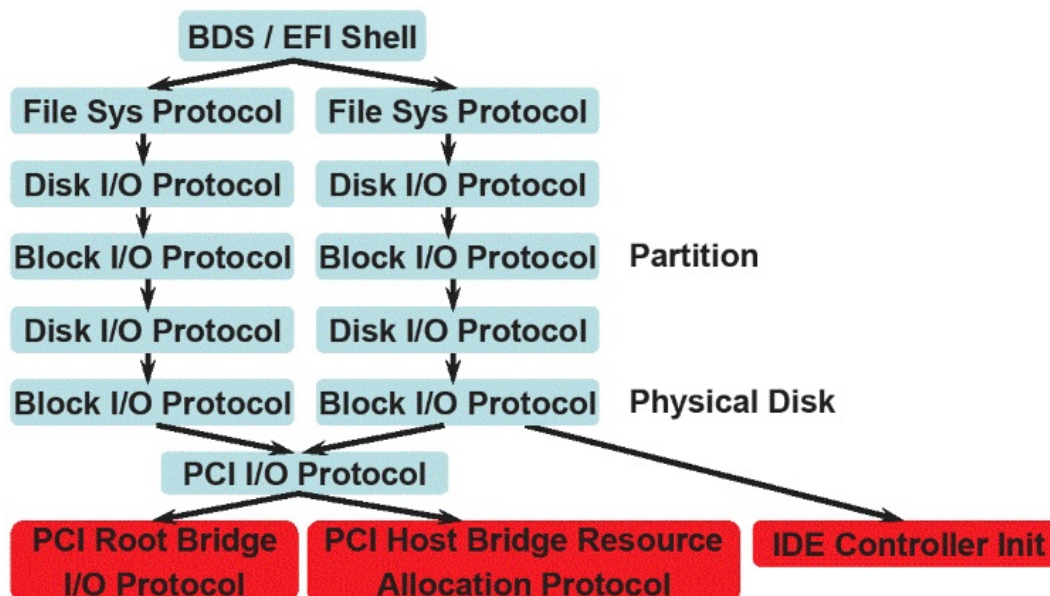 BDS / EFI Shell
File Sys Protocol
File Sys Protocol
Disk I/O Protocol
Disk I/O Protocol
Block I/O Protocol
Block I/O Protocol
Partition
Disk I/O Protocol
Disk I/O Protocol
Block I/O Protocol
Block I/O Protocol
Physical Disk
PCI I/O Protocol
PCI Root Bridge
I/O Protocol
PCI Host Bridge Resource
Allocation Protocol
IDE Controller Init